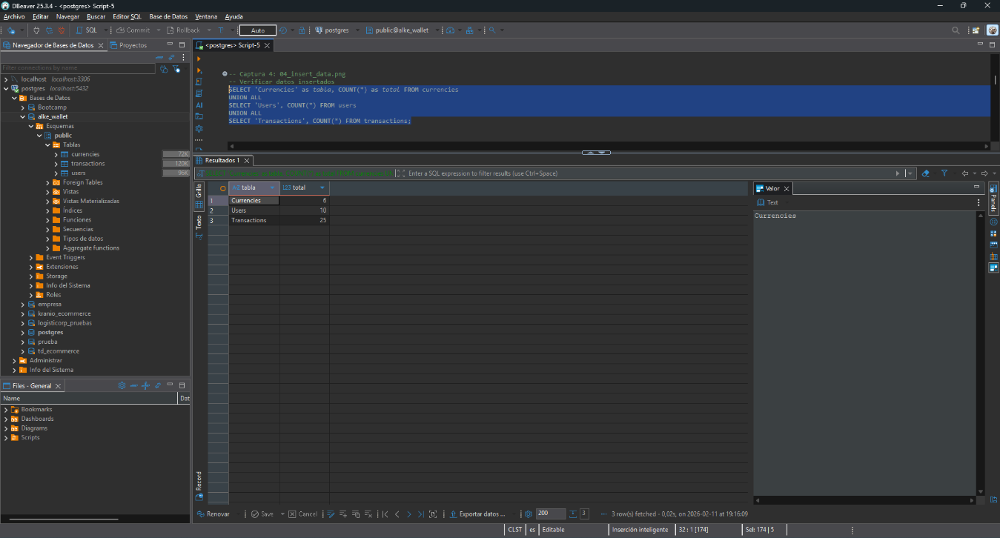 DBeaver 25.3.4 - <postgres> Script-5
Archivo Editar Navegar Buscar Editor SQL Base de Datos Ventana Ayuda
SQL Commit Rollback Auto postgres public@alke_wallet
Navegador de Bases de Datos Proyectos
Filter connections by name
localhost localhost:3306
postgres localhost:5432
Bases de Datos
Bootcamp
alke_wallet
Esquemas
public
Tablas
currencies 72K
transactions 120K
users 96K
Foreign Tables
Vistas
Vistas Materializadas
Índices
Funciones
Secuencias
Tipos de datos
Aggregate functions
Event Triggers
Extensiones
Storage
Info del Sistema
Roles
empresa
kranio_ecommerce
logisticorp_pruebas
postgres
prueba
td_ecommerce
Administrar
Info del Sistema
Files - General
Name Dat
Bookmarks
Dashboards
Diagrams
Scripts
<postgres> Script-5
-- Captura 4: 04_insert_data.png
-- Verificar datos insertados
SELECT 'Currencies' as tabla, COUNT(*) as total FROM currencies
UNION ALL
SELECT 'Users', COUNT(*) FROM users
UNION ALL
SELECT 'Transactions', COUNT(*) FROM transactions;
Resultados 1
Enter a SQL expression to filter results (use Ctrl+Space)
Grilla
Texto
Record
tabla 123 total
1 Currencies 6
2 Users 10
3 Transactions 25
Valor
Text
Currencies
Panels
Renovar Save Cancel Exportar datos ... 200 3 ... 3 row(s) fetched - 0,02s, on 2026-02-11 at 19:16:09
CLST es Editable Inserción inteligente 32 : 1 [174] Sel: 174 | 5